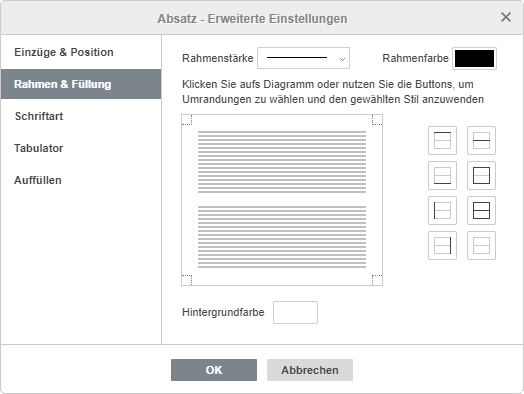 Absatz - Erweiterte Einstellungen
Einzüge & Position
Rahmen & Füllung
Schriftart
Tabulator
Auffüllen
Rahmenstärke
Rahmenfarbe
Klicken Sie aufs Diagramm oder nutzen Sie die Buttons, um
Umrandungen zu wählen und den gewählten Stil anzuwenden
Hintergrundfarbe
OK
Abbrechen